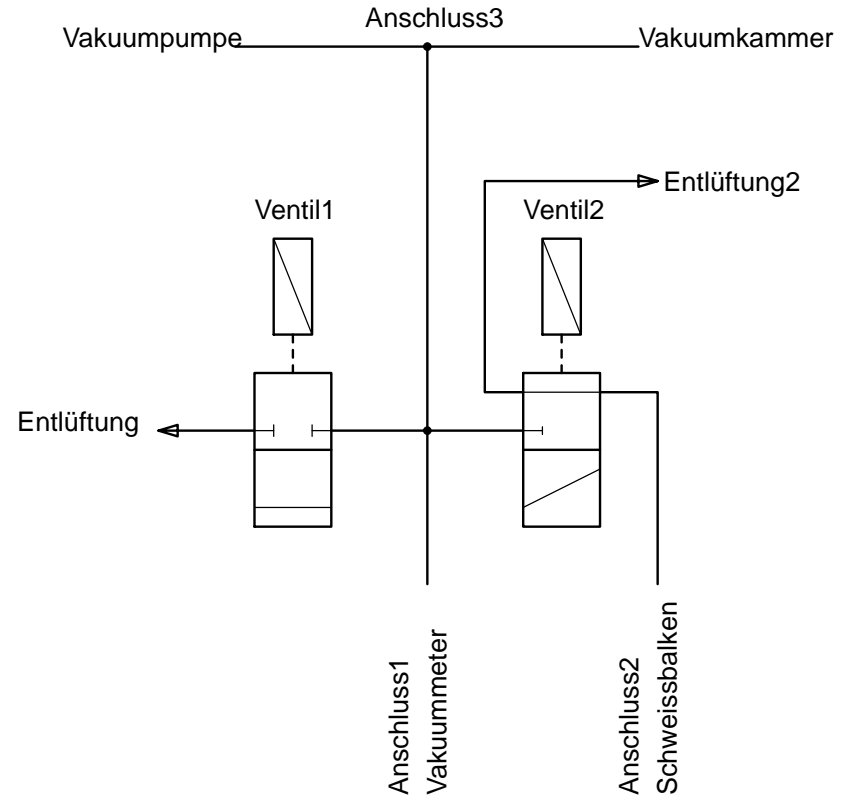 Anschluss3
Vakuumpumpe
Vakuumkammer
Entlüftung2
Ventil1
Ventil2
Entlüftung
Anschluss1
Vakuummeter
Anschluss2
Schweissbalken